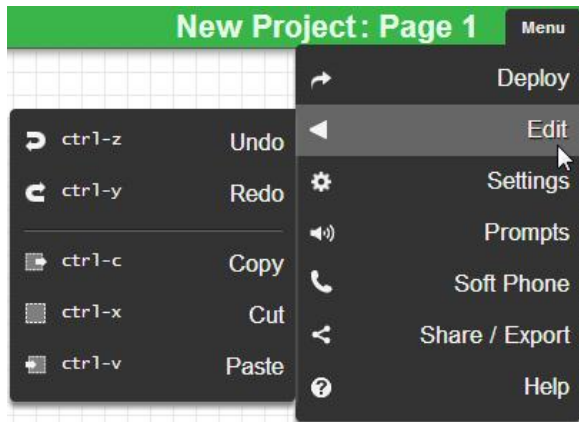 New Project: Page 1 Menu
Deploy
Edit
Settings
Prompts
Soft Phone
Share / Export
Help
ctrl-z Undo
ctrl-y Redo
ctrl-c Copy
ctrl-x Cut
ctrl-v Paste